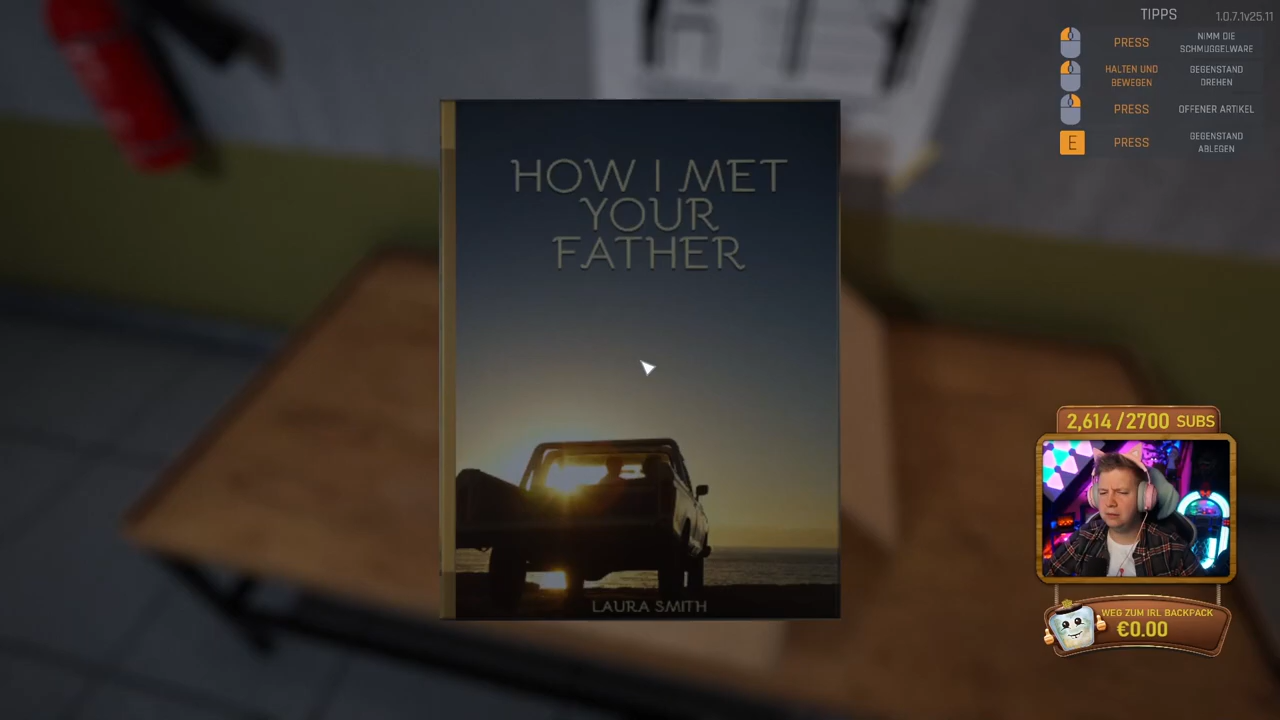 TIPPS
1.0.7.1v25.11
PRESS
NIMM DIE
SCHMUGGELWARE
HALTEN UND
BEWEGEN
GEGENSTAND
DREHEN
PRESS
OFFENER ARTIKEL
E
PRESS
GEGENSTAND
ABLEGEN
HOW I MET
YOUR
FATHER
LAURA SMITH
2,614 /2700 SUBS
WEG ZUM IRL BACKPACK
€0.00